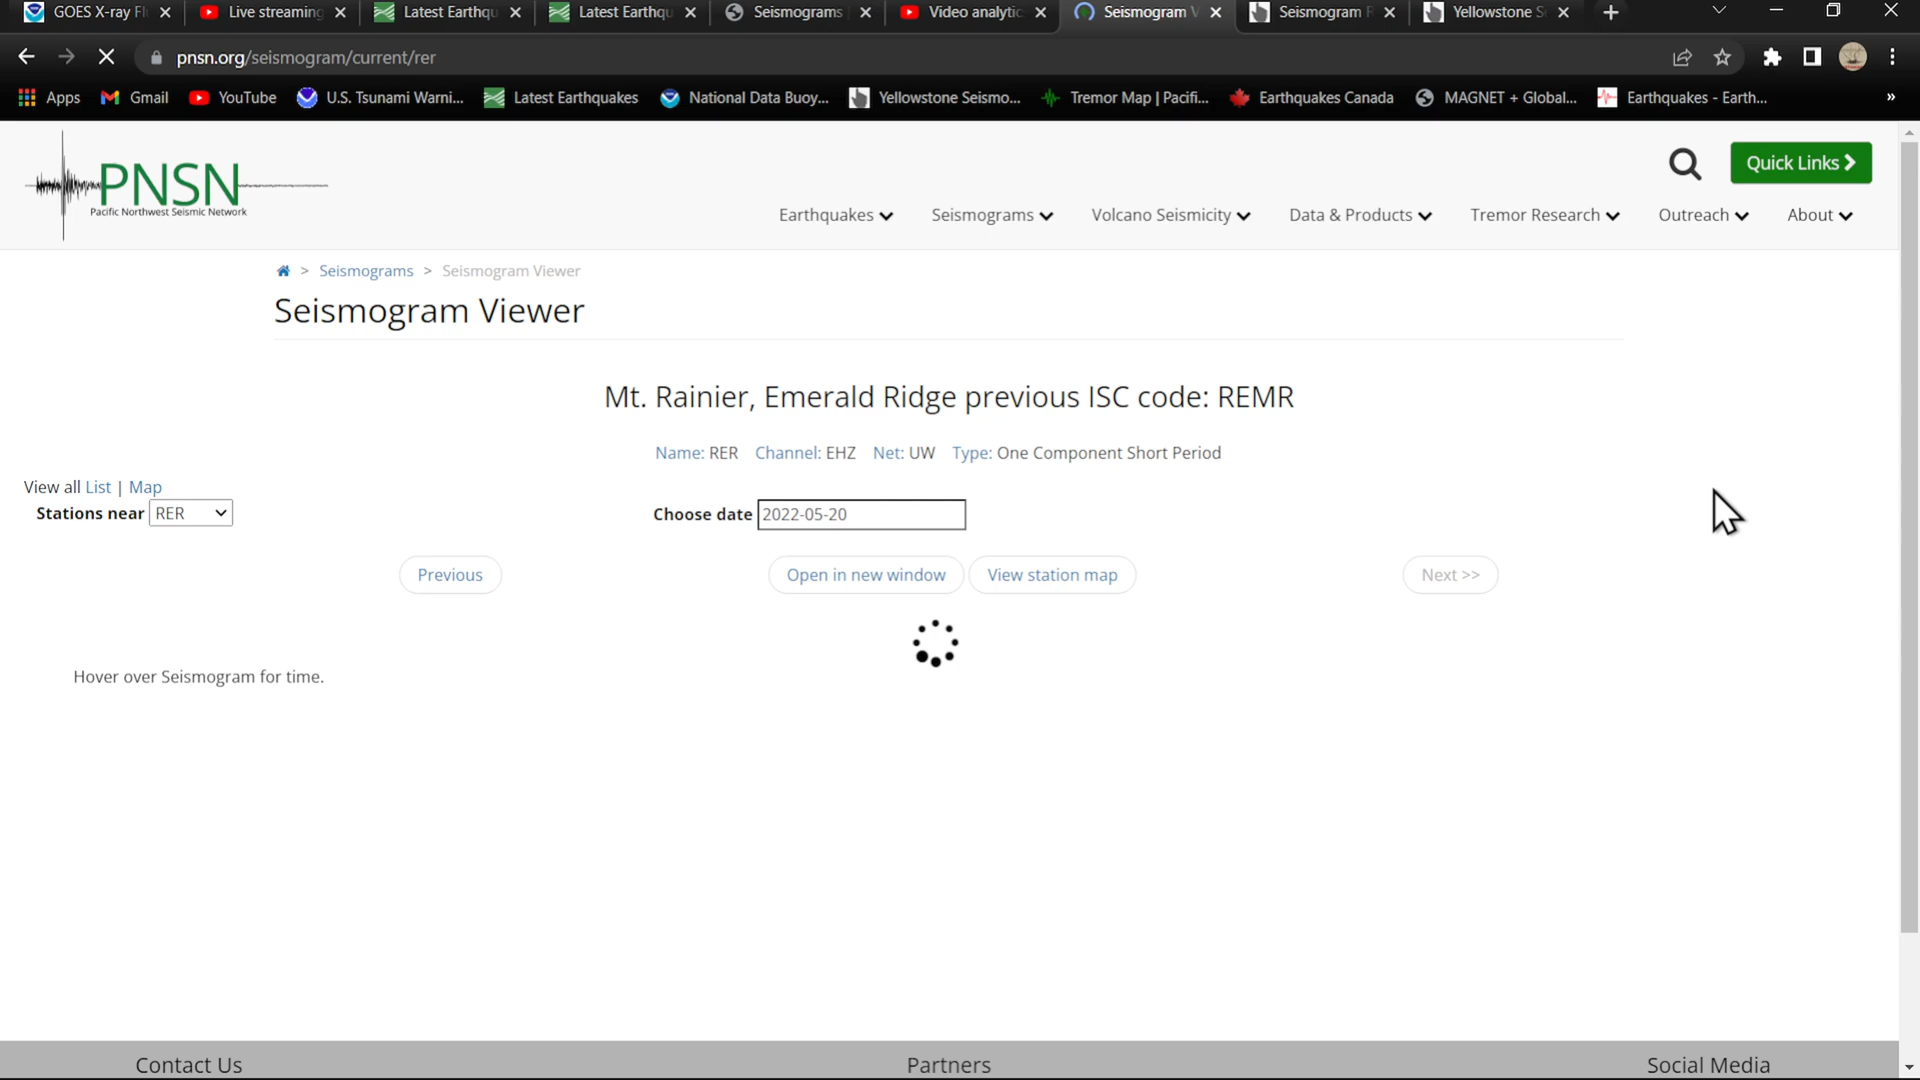 GOES X-ray Fl
Live streaming
Latest Earthqu
Latest Earthqu
Seismograms
Video analytic
Seismogram V
Seismogram R
Yellowstone S
pnsn.org/seismogram/current/rer
Apps
Gmail
YouTube
U.S. Tsunami Warni...
Latest Earthquakes
National Data Buoy...
Yellowstone Seismo...
Tremor Map | Pacifi...
Earthquakes Canada
MAGNET + Global...
Earthquakes - Earth...
»
PNSN
Pacific Northwest Seismic Network
Quick Links
Earthquakes
Seismograms
Volcano Seismicity
Data & Products
Tremor Research
Outreach
About
> Seismograms > Seismogram Viewer
Seismogram Viewer
Mt. Rainier, Emerald Ridge previous ISC code: REMR
Name: RER Channel: EHZ Net: UW Type: One Component Short Period
View all List | Map
Stations near RER
Choose date 2022-05-20
Previous
Open in new window
View station map
Next >>
Hover over Seismogram for time.
Contact Us
Partners
Social Media